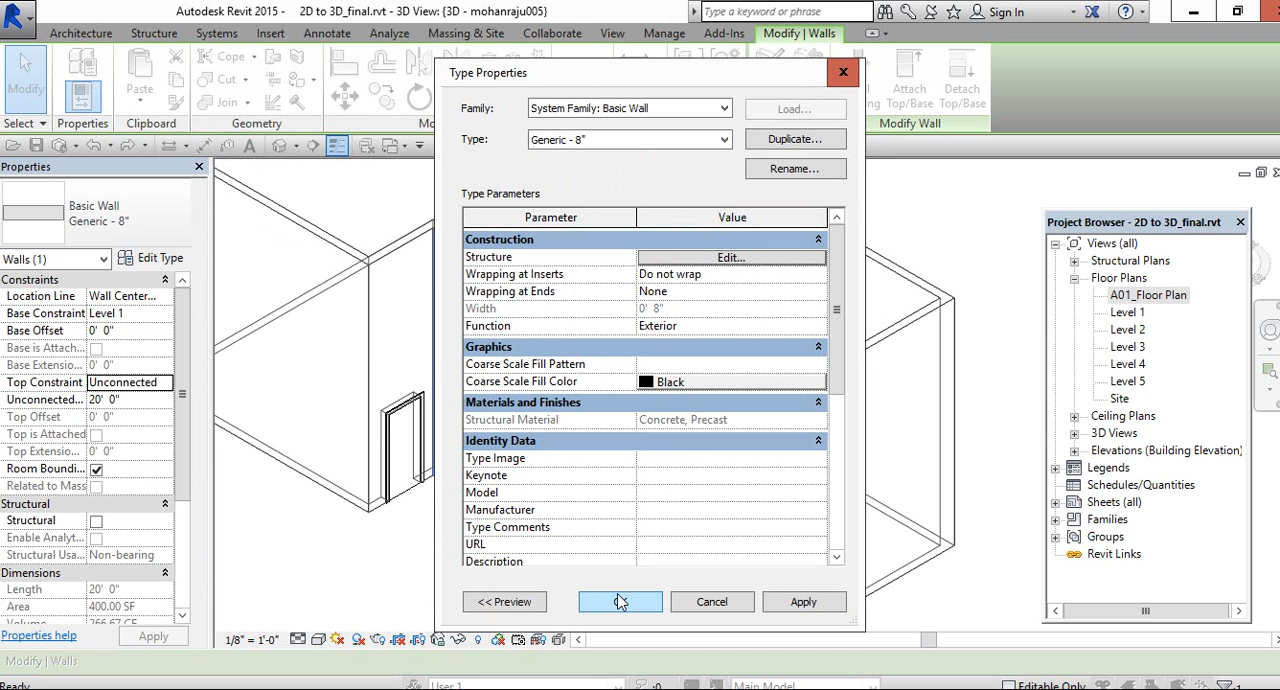 Autodesk Revit 2015 - 2D to 3D_final.rvt - 3D View: {3D - mohanraju005}
Type a keyword or phrase
Sign In
Architecture Structure Systems Insert Annotate Analyze Massing & Site Collaborate View Manage Add-Ins Modify | Walls
Modify
Paste
Cope
Cut
Join
Attach Top/Base
Detach Top/Base
Select Properties Clipboard Geometry Modify Wall
Properties
Basic Wall
Generic - 8"
Walls (1) Edit Type
Constraints
Location Line Wall Center...
Base Constraint Level 1
Base Offset 0' 0"
Base is Attach...
Base Extensio... 0' 0"
Top Constraint Unconnected
Unconnected... 20' 0"
Top Offset 0' 0"
Top is Attached
Top Extensio... 0' 0"
Room Boundi...
Related to Mass
Structural
Structural
Enable Analyt...
Structural Usa... Non-bearing
Dimensions
Length 20' 0"
Area 400.00 SF
Properties help Apply
Type Properties
Family: System Family: Basic Wall Load...
Type: Generic - 8" Duplicate...
Rename...
Type Parameters
Parameter Value
Construction
Structure Edit...
Wrapping at Inserts Do not wrap
Wrapping at Ends None
Width 0' 8"
Function Exterior
Graphics
Coarse Scale Fill Pattern
Coarse Scale Fill Color Black
Materials and Finishes
Structural Material Concrete, Precast
Identity Data
Type Image
Keynote
Model
Manufacturer
Type Comments
URL
Description
<< Preview Cancel Apply
Project Browser - 2D to 3D_final.rvt
Views (all)
Structural Plans
Floor Plans
A01_Floor Plan
Level 1
Level 2
Level 3
Level 4
Level 5
Site
Ceiling Plans
3D Views
Elevations (Building Elevation)
Legends
Schedules/Quantities
Sheets (all)
Families
Groups
Revit Links
1/8" = 1'-0"
Modify | Walls
Ready User 1 :0 Main Model Editable Only